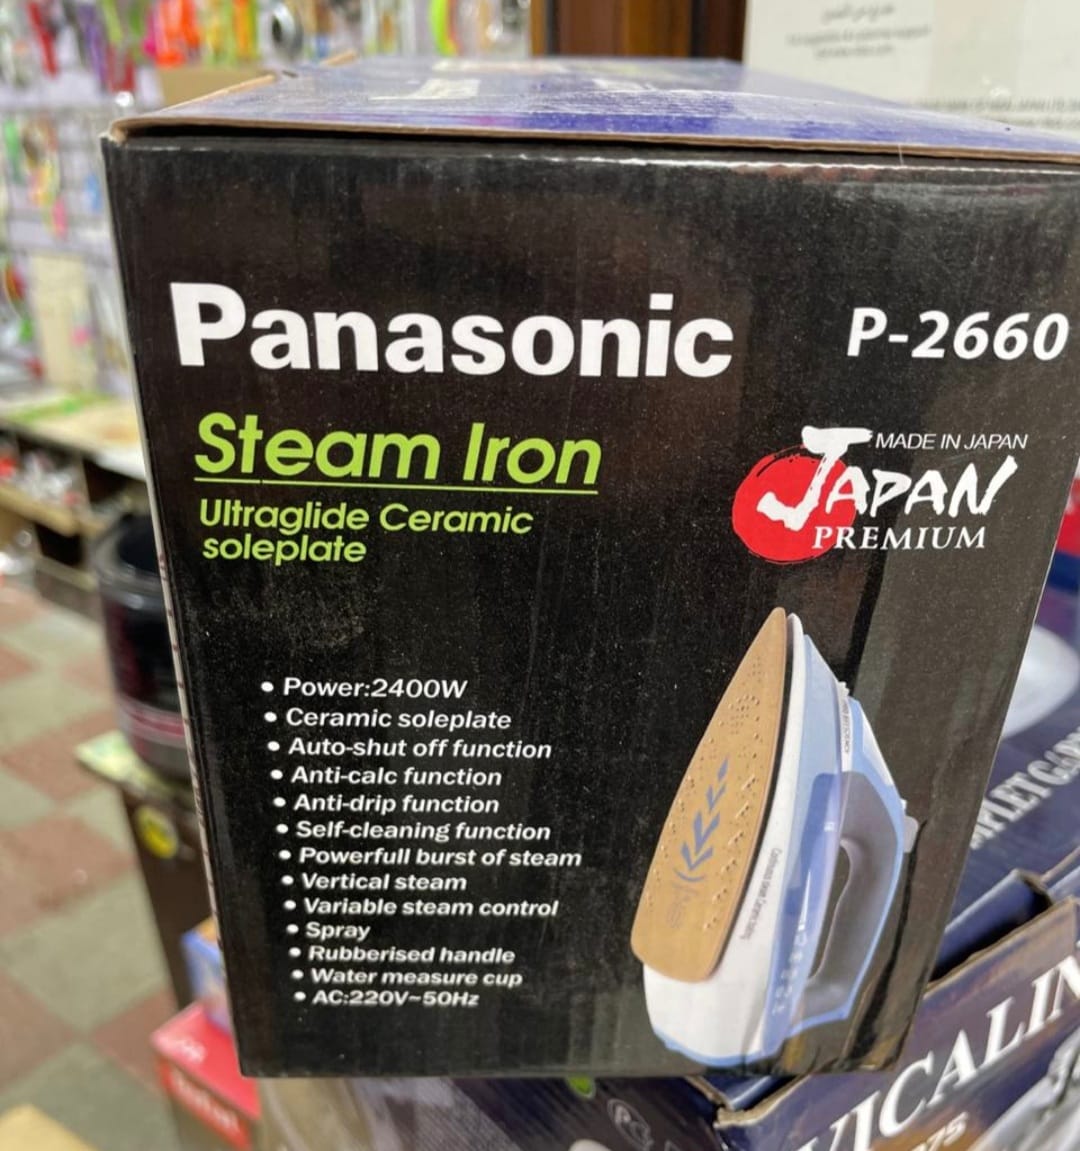 Panasonic
P-2660
Steam Iron
Ultraglide Ceramic
soleplate
MADE IN JAPAN
JAPAN
PREMIUM
• Power:2400W
• Ceramic soleplate
• Auto-shut off function
• Anti-calc function
• Anti-drip function
• Self-cleaning function
• Powerfull burst of steam
• Vertical steam
• Variable steam control
• Spray
• Rubberised handle
• Water measure cup
• AC:220V~50Hz